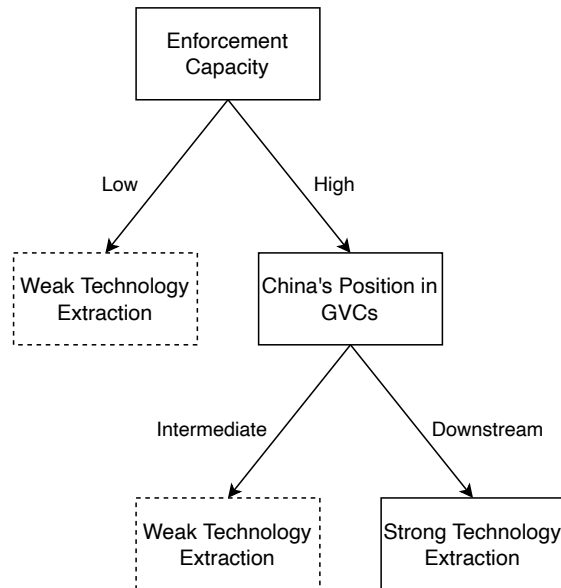 Enforcement
Capacity
Low
High
Weak Technology
Extraction
China's Position in
GVCs
Intermediate
Downstream
Weak Technology
Extraction
Strong Technology
Extraction